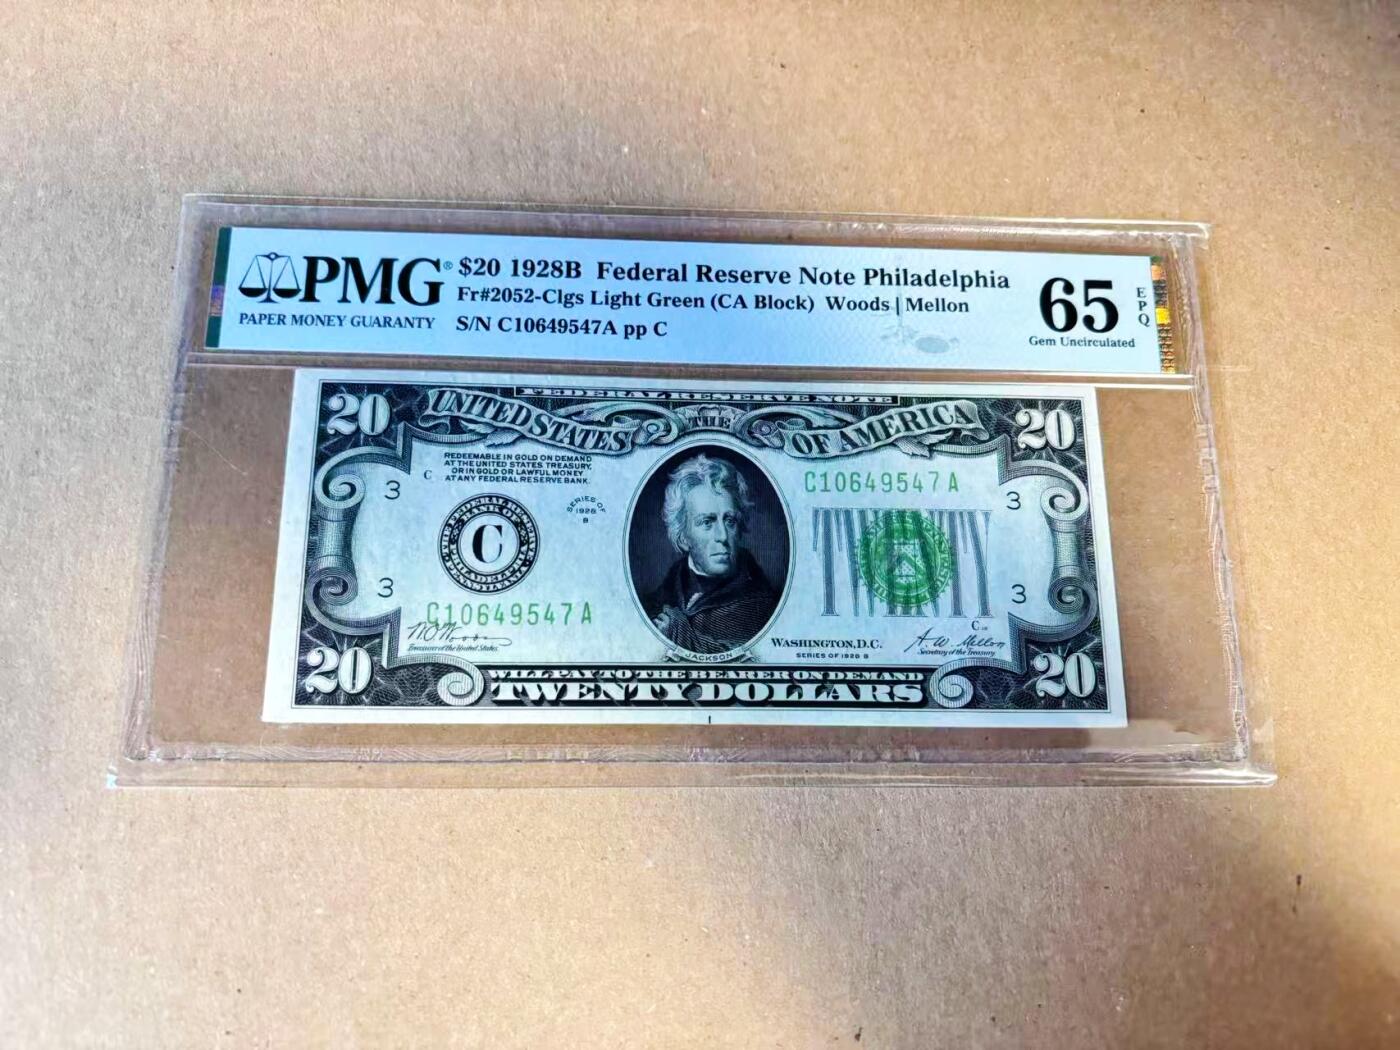 PMG®
PAPER MONEY GUARANTY
$20 1928B Federal Reserve Note Philadelphia
Fr#2052-Clgs Light Green (CA Block) Woods | Mellon
S/N C10649547A pp C
65
EPQ
Gem Uncirculated
FEDERAL RESERVE NOTE
20 UNITED STATES THE OF AMERICA 20
REDEEMABLE IN GOLD ON DEMAND
AT THE UNITED STATES TREASURY,
OR IN GOLD OR LAWFUL MONEY
AT ANY FEDERAL RESERVE BANK.
C
3
SERIES OF
1928
B
C10649547A
3
C
3
3
C10649547A
W.O. Woods
Treasurer of the United States.
JACKSON
WASHINGTON, D.C.
SERIES OF 1928 B
C
A. W. Mellon
Secretary of the Treasury.
WILL PAY TO THE BEARER ON DEMAND
20 TWENTY DOLLARS 20